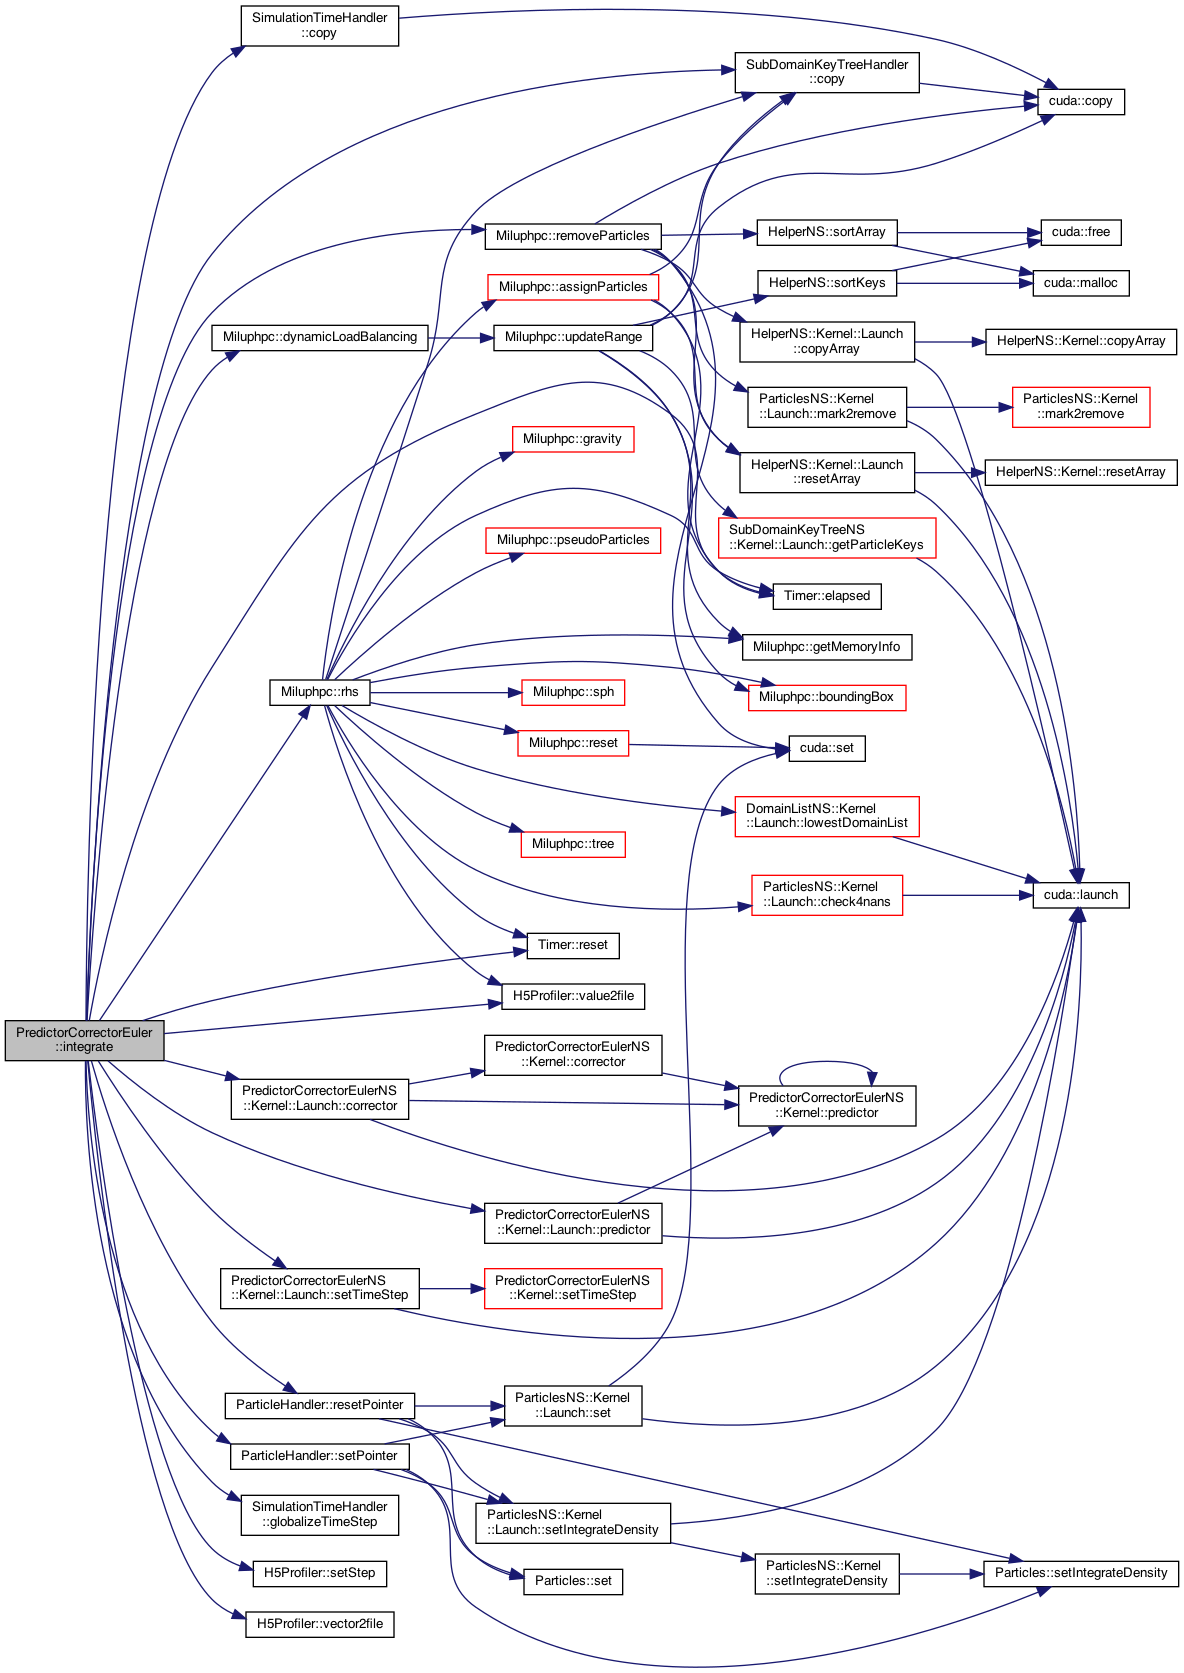 SimulationTimeHandler
::copy
SubDomainKeyTreeHandler
::copy
cuda::copy
Miluphpc::removeParticles
HelperNS::sortArray
cuda::free
Miluphpc::assignParticles
HelperNS::sortKeys
cuda::malloc
Miluphpc::dynamicLoadBalancing
Miluphpc::updateRange
HelperNS::Kernel::Launch
::copyArray
HelperNS::Kernel::copyArray
ParticlesNS::Kernel
::Launch::mark2remove
ParticlesNS::Kernel
::mark2remove
Miluphpc::gravity
HelperNS::Kernel::Launch
::resetArray
HelperNS::Kernel::resetArray
Miluphpc::pseudoParticles
SubDomainKeyTreeNS
::Kernel::Launch::getParticleKeys
Timer::elapsed
Miluphpc::getMemoryInfo
Miluphpc::rhs
Miluphpc::sph
Miluphpc::boundingBox
Miluphpc::reset
cuda::set
DomainListNS::Kernel
::Launch::lowestDomainList
Miluphpc::tree
ParticlesNS::Kernel
::Launch::check4nans
cuda::launch
Timer::reset
H5Profiler::value2file
PredictorCorrectorEuler
::integrate
PredictorCorrectorEulerNS
::Kernel::corrector
PredictorCorrectorEulerNS
::Kernel::Launch::corrector
PredictorCorrectorEulerNS
::Kernel::predictor
PredictorCorrectorEulerNS
::Kernel::Launch::predictor
PredictorCorrectorEulerNS
::Kernel::Launch::setTimeStep
PredictorCorrectorEulerNS
::Kernel::setTimeStep
ParticleHandler::resetPointer
ParticlesNS::Kernel
::Launch::set
ParticleHandler::setPointer
SimulationTimeHandler
::globalizeTimeStep
ParticlesNS::Kernel
::Launch::setIntegrateDensity
H5Profiler::setStep
Particles::set
ParticlesNS::Kernel
::setIntegrateDensity
Particles::setIntegrateDensity
H5Profiler::vector2file